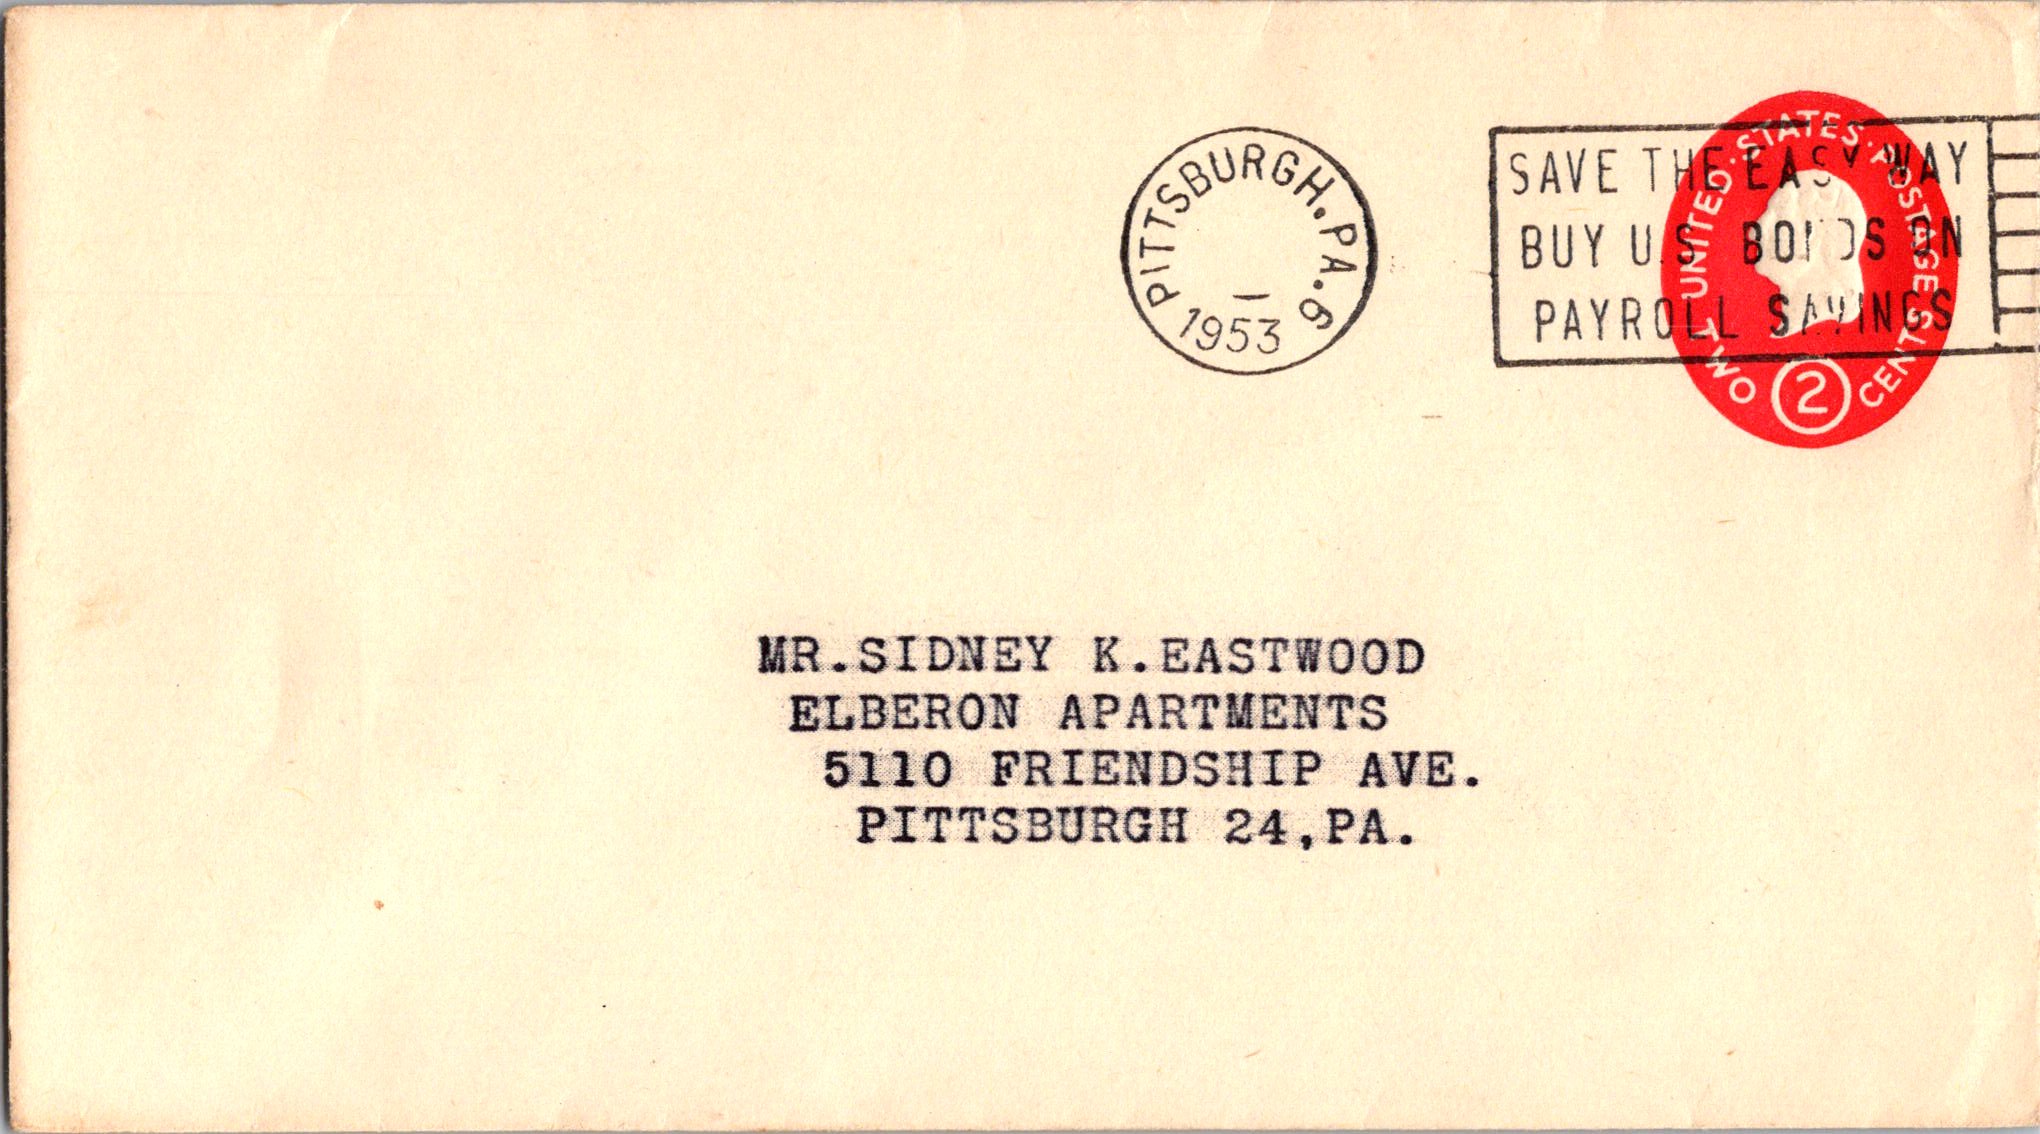 PITTSBURGH.PA.6
1953
SAVE THE EASY WAY
BUY U.S. BONDS ON
PAYROLL SAVINGS
UNITED·STATES·POSTAGE
TWO 2 CENTS
MR.SIDNEY K.EASTWOOD
ELBERON APARTMENTS
5110 FRIENDSHIP AVE.
PITTSBURGH 24,PA.